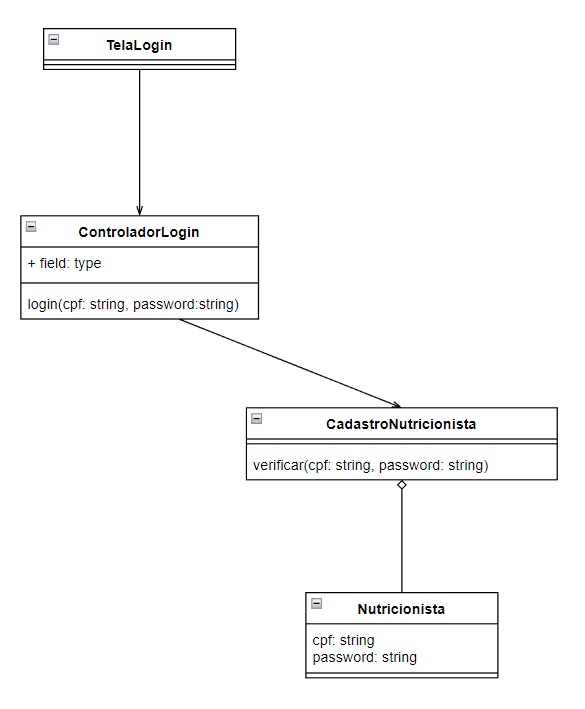 TelaLogin
ControladorLogin
+ field: type
login(cpf: string, password:string)
CadastroNutricionista
verificar(cpf: string, password: string)
Nutricionista
cpf: string
password: string